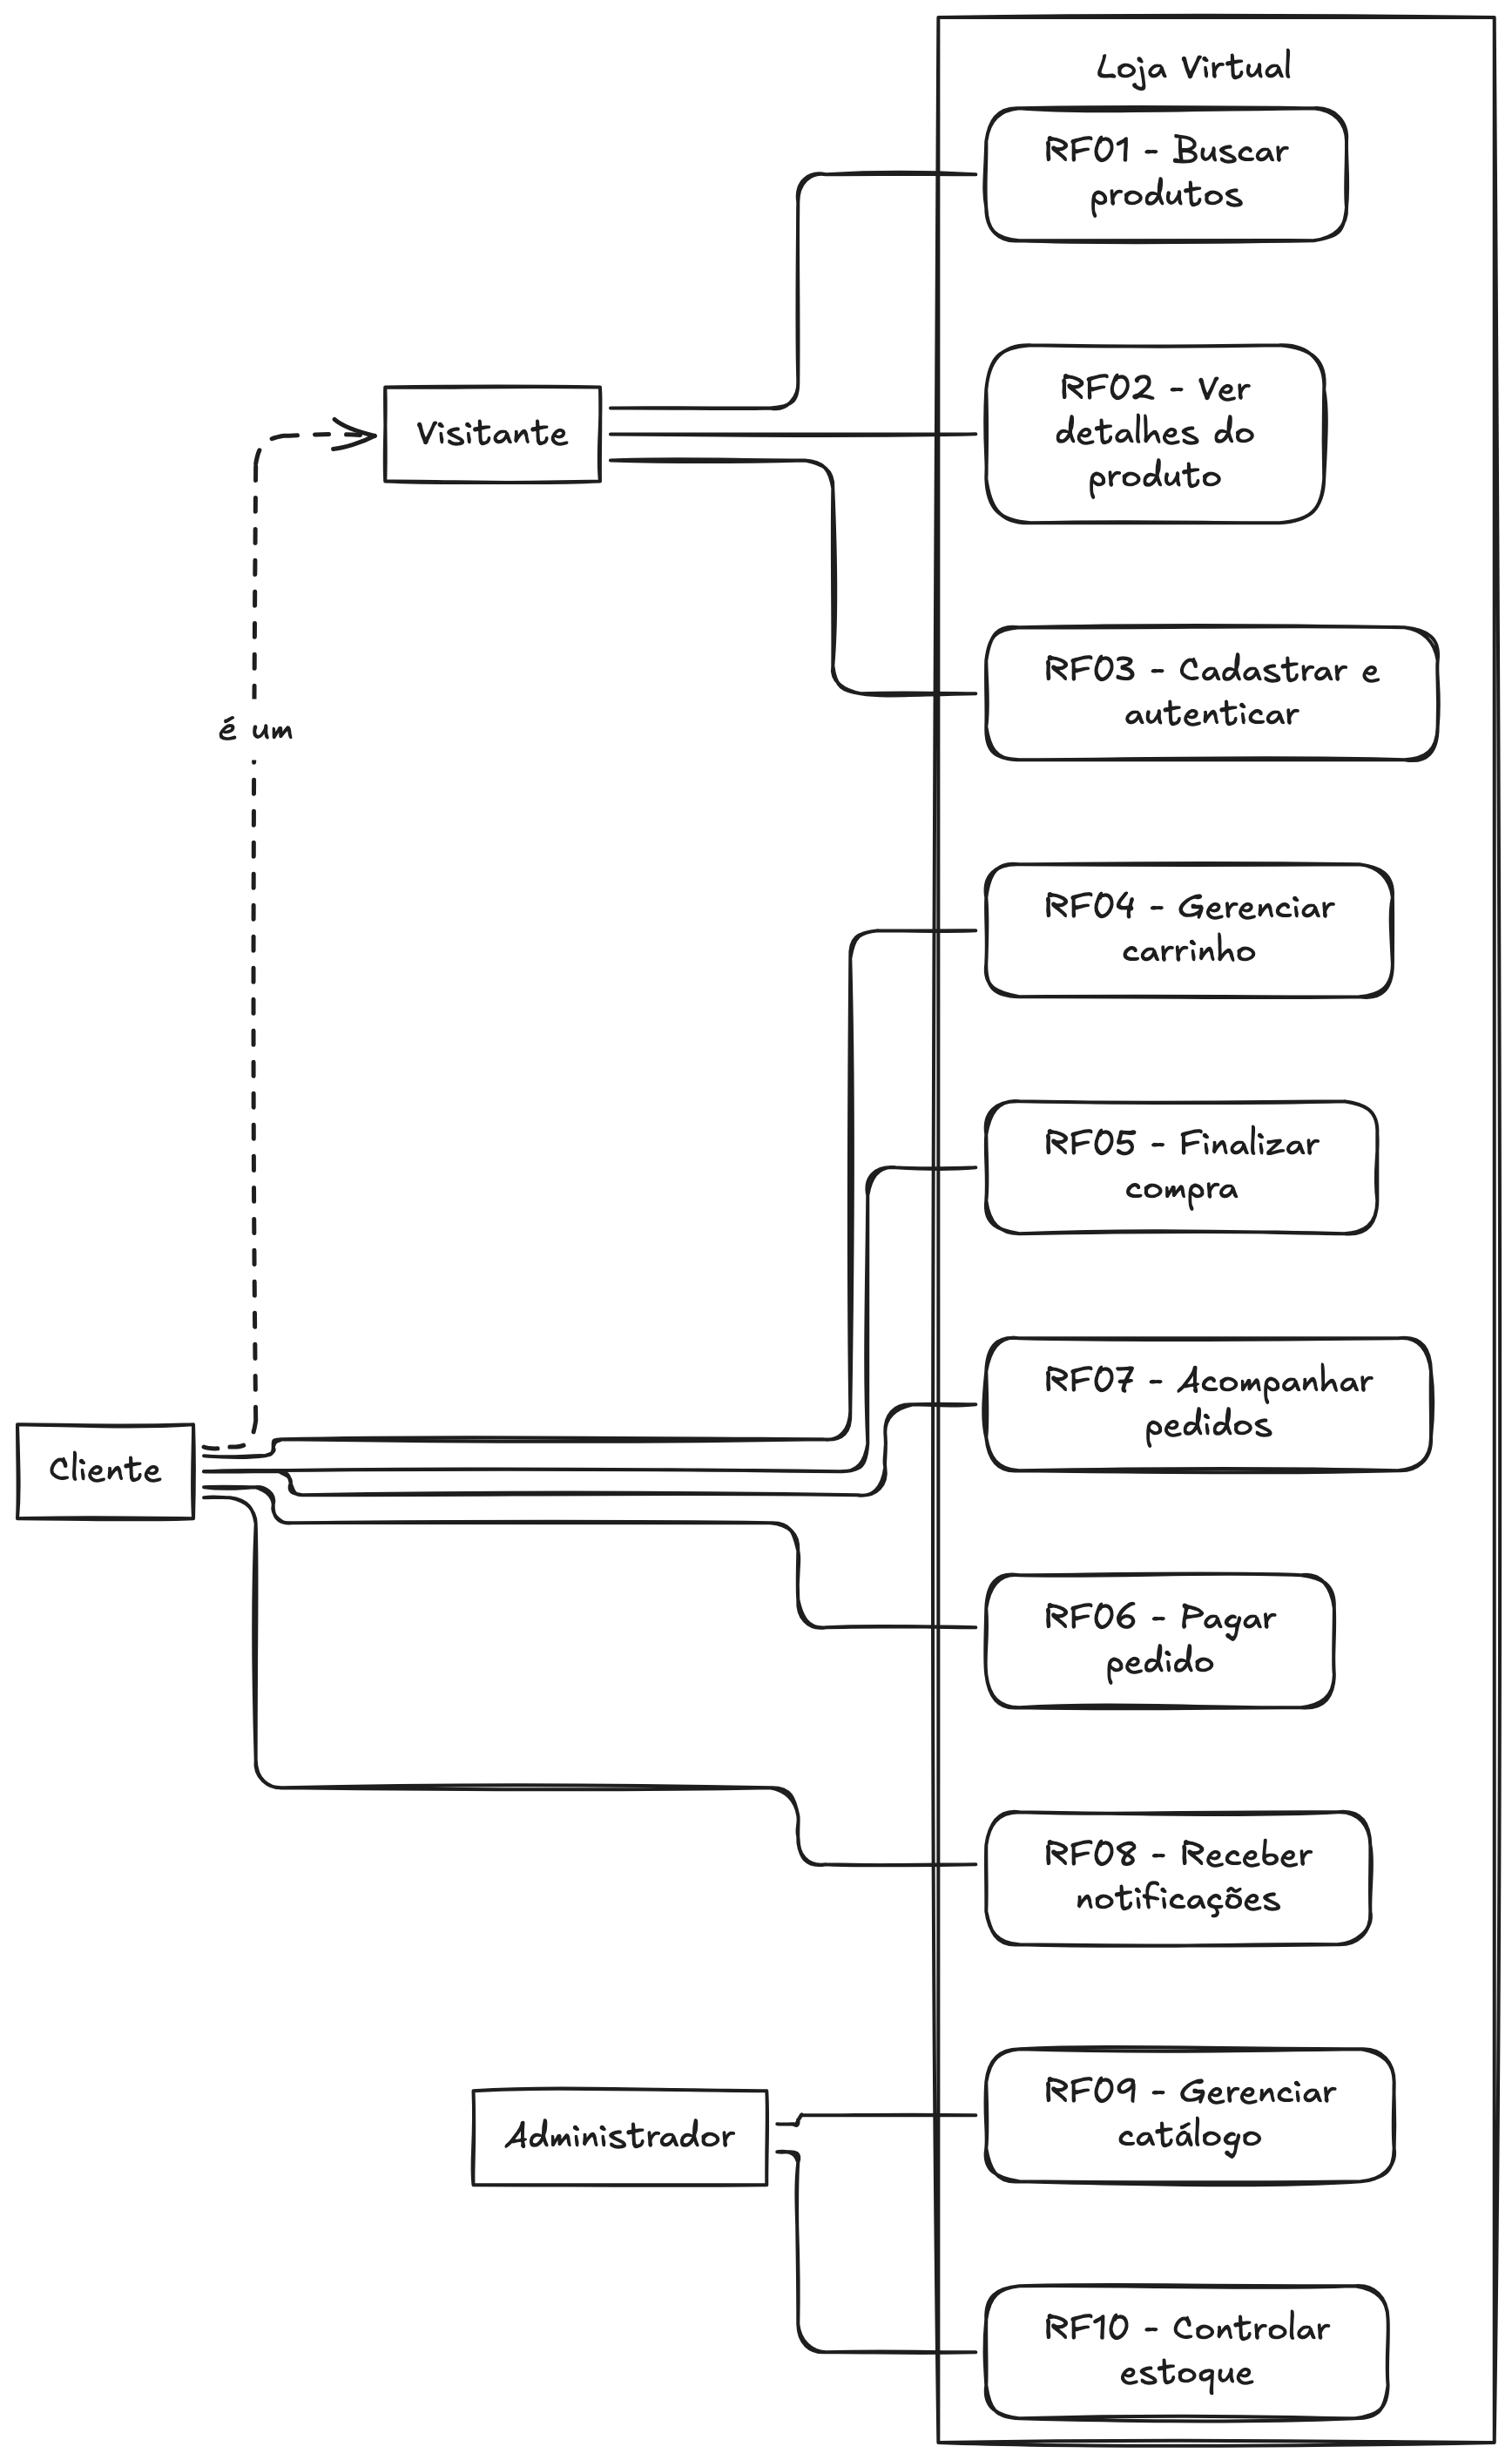 Loja Virtual
RF01 - Buscar
produtos
RF02 - Ver
detalhes do
produto
Visitante
RF03 - Cadastrar e
autenticar
é um
RF04 - Gerenciar
carrinho
RF05 - Finalizar
compra
RF07 - Acompanhar
pedidos
Cliente
RF06 - Pagar
pedido
RF08 - Receber
notificações
RF09 - Gerenciar
catálogo
Administrador
RF10 - Controlar
estoque